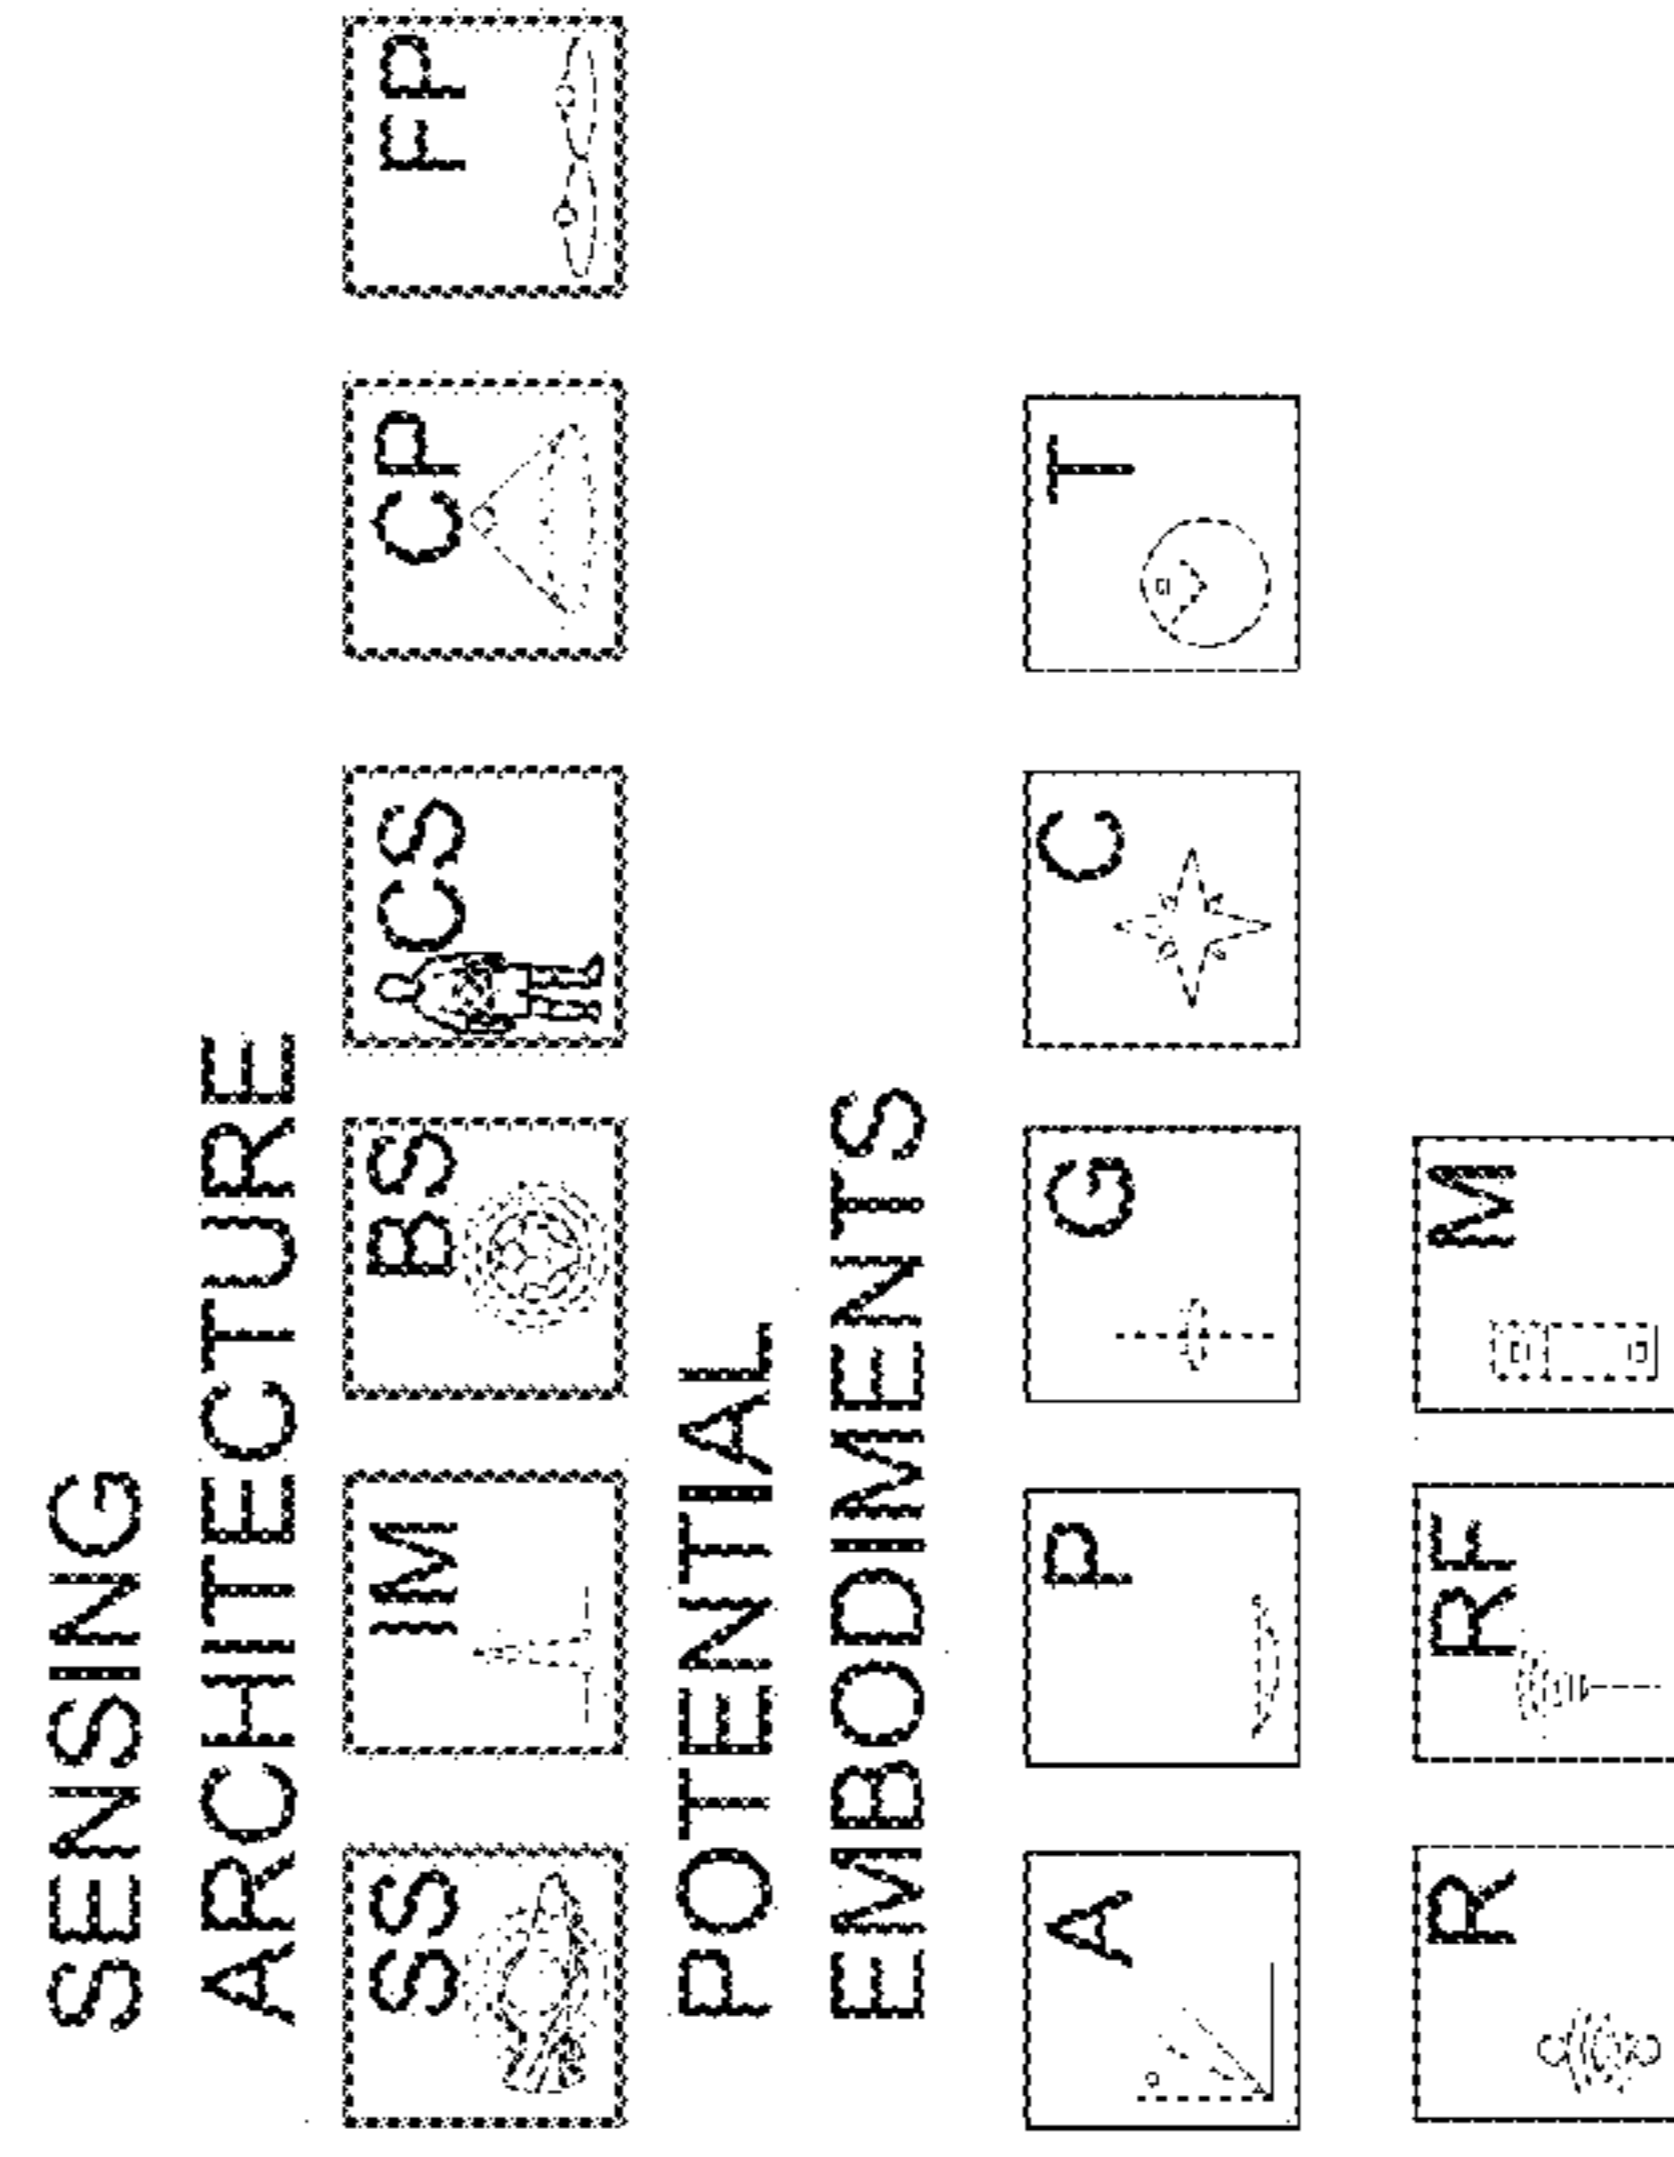 SENSING
ARCHITECTURE
SS IM BS CS CP FP
POTENTIAL
EMBODIMENTS
A P G C T
R RF M